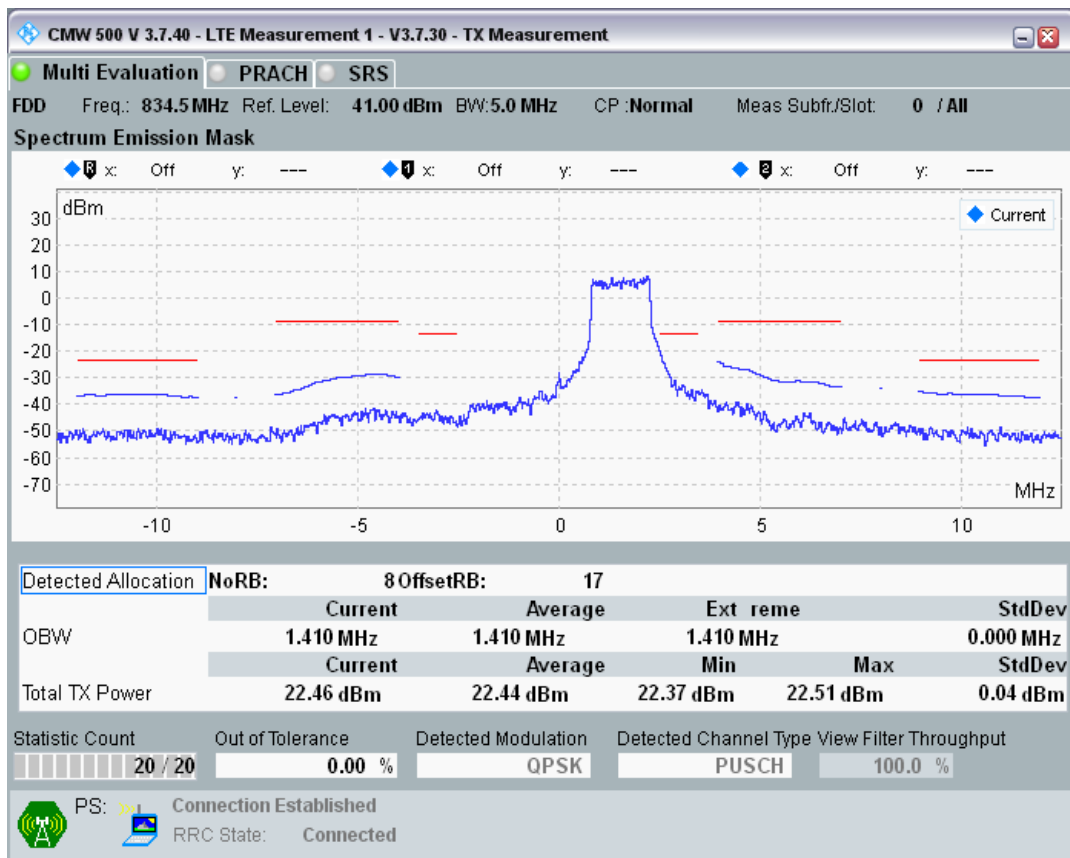 CMW 500 V 3.7.40 - LTE Measurement 1 - V3.7.30 - TX Measurement
Multi Evaluation PRACH SRS
FDD Freq.: 834.5 MHz Ref. Level: 41.00 dBm BW: 5.0 MHz CP :Normal Meas Subfr./Slot: 0 / All
Spectrum Emission Mask
R x: Off y: --- 1 x: Off y: --- 2 x: Off y: ---
dBm
Current
30
20
10
0
-10
-20
-30
-40
-50
-60
-70
MHz
-10 -5 0 5 10
Detected Allocation NoRB: 8 OffsetRB: 17
Current Average Ext reme StdDev
OBW 1.410 MHz 1.410 MHz 1.410 MHz 0.000 MHz
Current Average Min Max StdDev
Total TX Power 22.46 dBm 22.44 dBm 22.37 dBm 22.51 dBm 0.04 dBm
Statistic Count Out of Tolerance Detected Modulation Detected Channel Type View Filter Throughput
20 / 20 0.00 % QPSK PUSCH 100.0 %
PS: Connection Established
RRC State: Connected